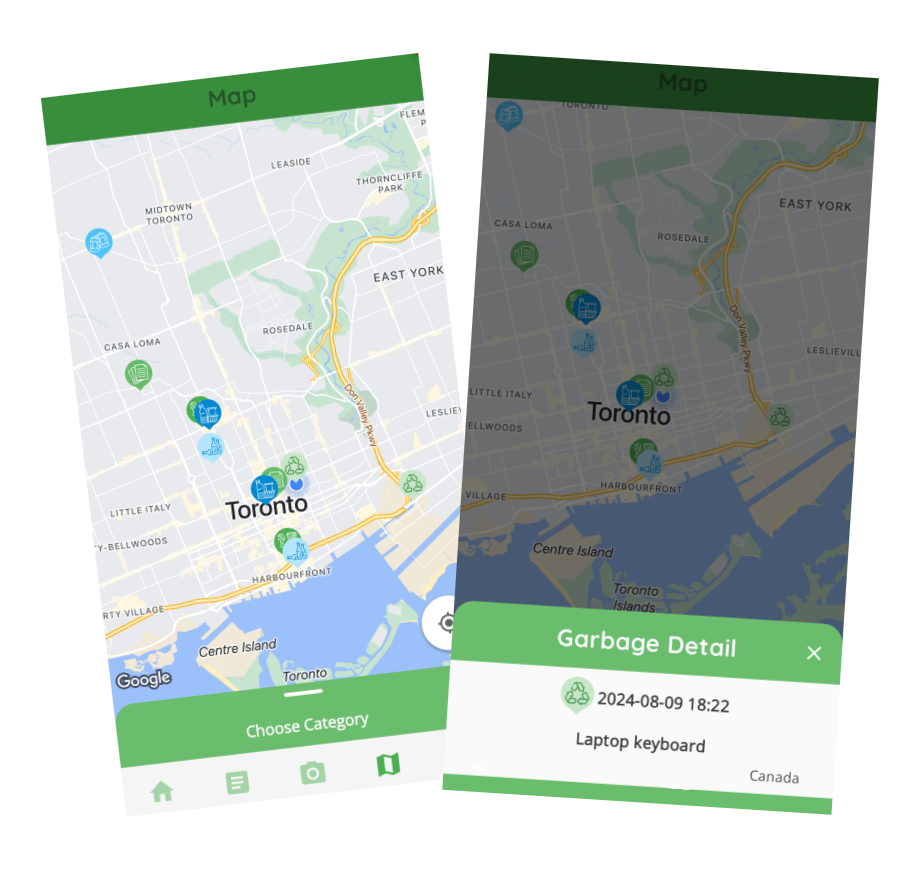 Map
FLEM
P
LEASIDE
THORNCLIFFE
PARK
MIDTOWN
TORONTO
EAST YORK
ROSEDALE
CASA LOMA
Don Valley Pkwy
LESLIEV
LITTLE ITALY
Toronto
Y-BELLWOODS
HARBOURFRONT
RTY VILLAGE
Centre Island
Toronto
Google
Choose Category
Map
TORONTO
EAST YORK
CASA LOMA
ROSEDALE
Don Valley Pkwy
LESLIEVILL
LITTLE ITALY
Toronto
ELLWOODS
HARBOURFRONT
VILLAGE
Centre Island
Toronto
Islands
Garbage Detail
2024-08-09 18:22
Laptop keyboard
Canada